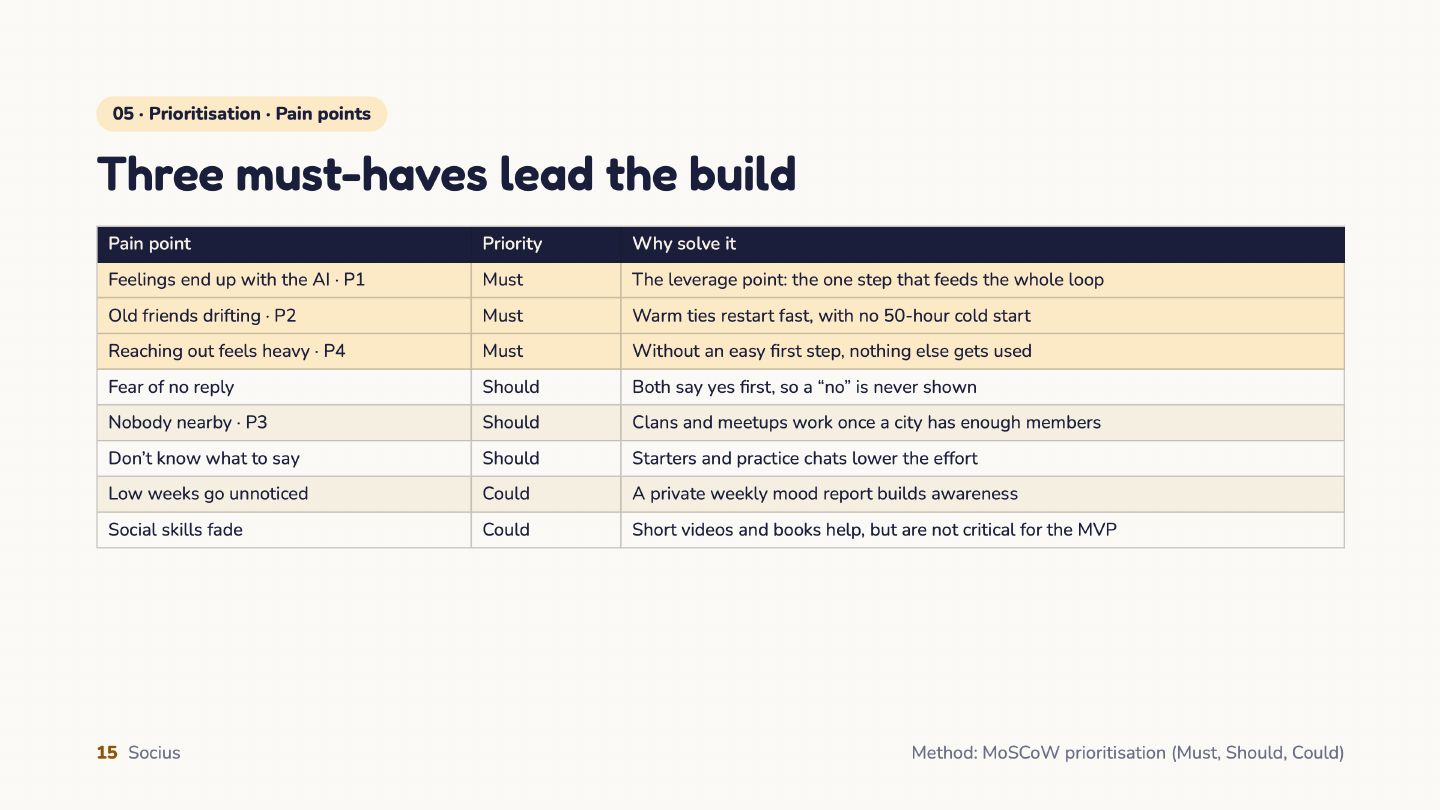 05 · Prioritisation · Pain points
Three must-haves lead the build
Pain point Priority Why solve it
Feelings end up with the AI · P1 Must The leverage point: the one step that feeds the whole loop
Old friends drifting · P2 Must Warm ties restart fast, with no 50-hour cold start
Reaching out feels heavy · P4 Must Without an easy first step, nothing else gets used
Fear of no reply Should Both say yes first, so a “no” is never shown
Nobody nearby · P3 Should Clans and meetups work once a city has enough members
Don’t know what to say Should Starters and practice chats lower the effort
Low weeks go unnoticed Could A private weekly mood report builds awareness
Social skills fade Could Short videos and books help, but are not critical for the MVP
15 Socius Method: MoSCoW prioritisation (Must, Should, Could)